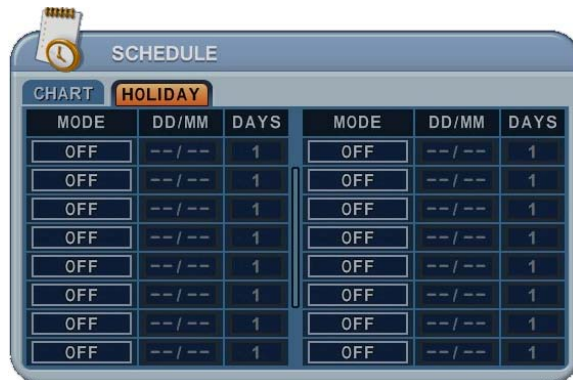 SCHEDULE
CHART HOLIDAY
MODE DD/MM DAYS MODE DD/MM DAYS
OFF --/-- 1 OFF --/-- 1
OFF --/-- 1 OFF --/-- 1
OFF --/-- 1 OFF --/-- 1
OFF --/-- 1 OFF --/-- 1
OFF --/-- 1 OFF --/-- 1
OFF --/-- 1 OFF --/-- 1
OFF --/-- 1 OFF --/-- 1
OFF --/-- 1 OFF --/-- 1